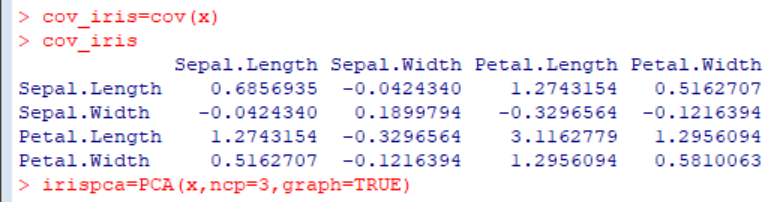 > cov_iris=cov(x)
> cov_iris
Sepal.Length Sepal.Width Petal.Length Petal.Width
Sepal.Length 0.6856935 -0.0424340 1.2743154 0.5162707
Sepal.Width -0.0424340 0.1899794 -0.3296564 -0.1216394
Petal.Length 1.2743154 -0.3296564 3.1162779 1.2956094
Petal.Width 0.5162707 -0.1216394 1.2956094 0.5810063
> irispca=PCA(x,ncp=3,graph=TRUE)